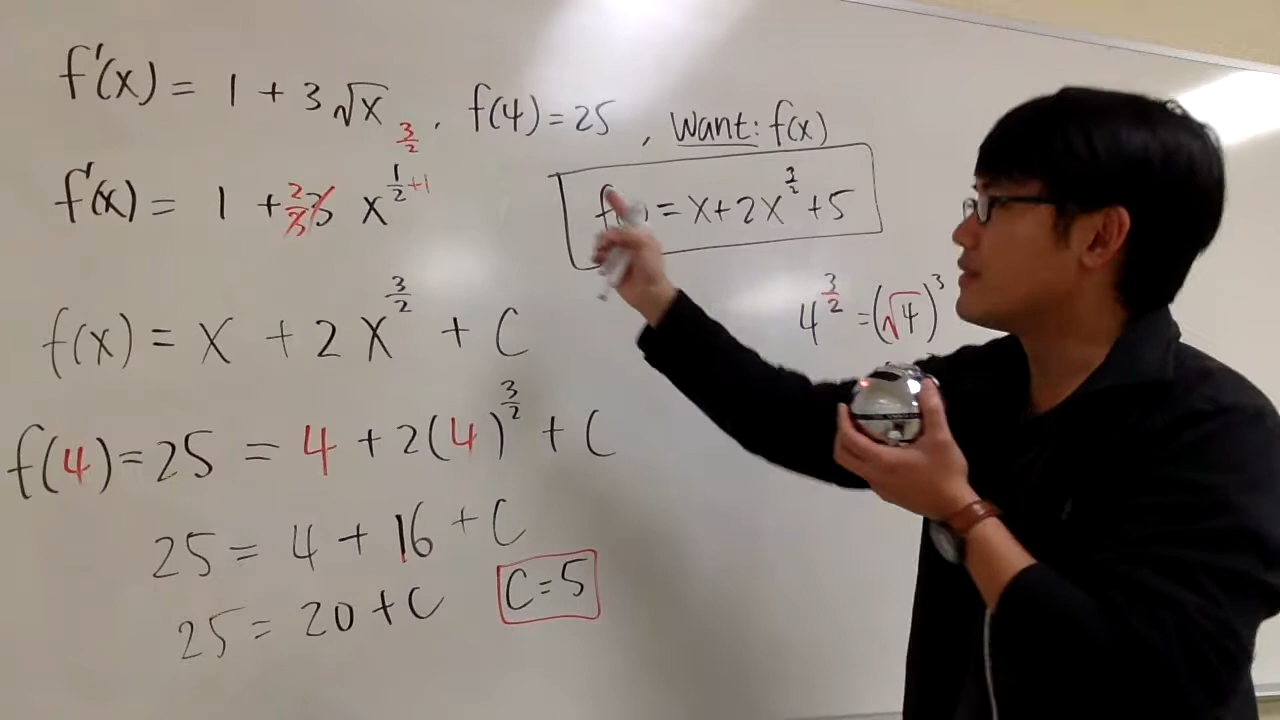 f'(x) = 1 + 3√x , f(4) = 25 , Want: f(x)
f'(x) = 1 + 2/3 3 x^(1/2 +1) 3/2
f(x) = x + 2x^(3/2) + 5
f(x) = x + 2x^(3/2) + C
4^(3/2) = (√4)^3
f(4) = 25 = 4 + 2(4)^(3/2) + C
25 = 4 + 16 + C
25 = 20 + C
C = 5